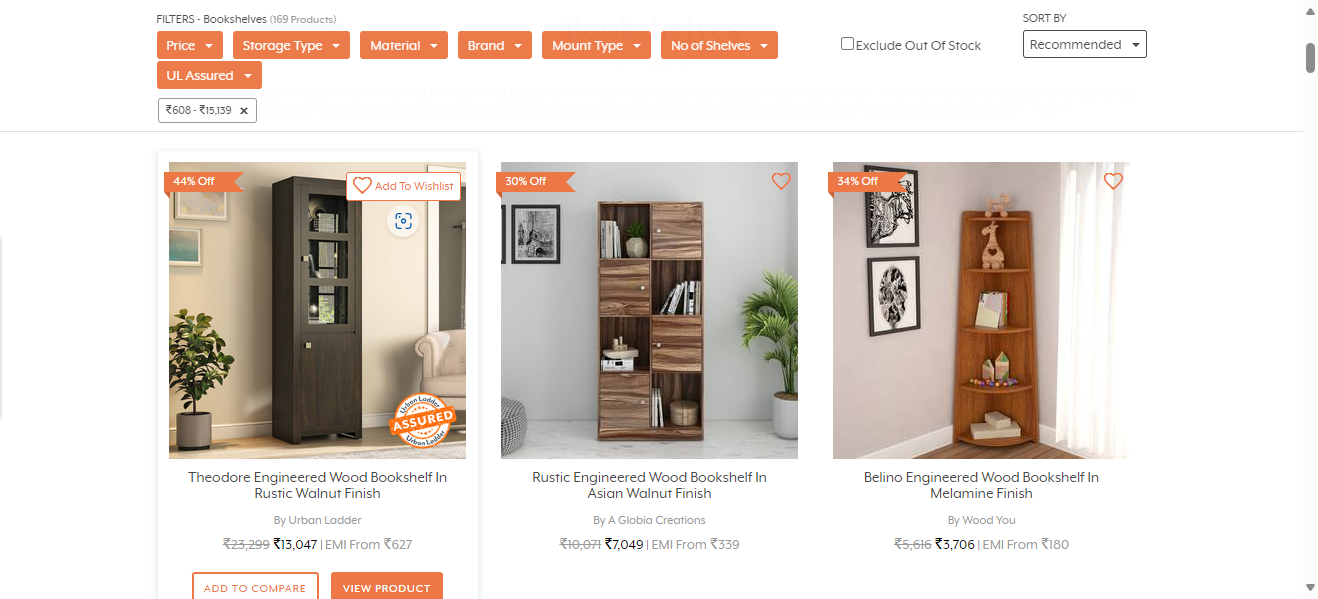 FILTERS - Bookshelves (169 Products)
SORT BY
Price
Storage Type
Material
Brand
Mount Type
No of Shelves
Exclude Out Of Stock
Recommended
UL Assured
₹608 - ₹15,139 ×
44% Off
Add To Wishlist
30% Off
34% Off
Urban Ladder
ASSURED
Urban Ladder
Theodore Engineered Wood Bookshelf In
Rustic Walnut Finish
By Urban Ladder
₹23,299 ₹13,047 | EMI From ₹627
ADD TO COMPARE
VIEW PRODUCT
Rustic Engineered Wood Bookshelf In
Asian Walnut Finish
By A Globia Creations
₹10,071 ₹7,049 | EMI From ₹339
Belino Engineered Wood Bookshelf In
Melamine Finish
By Wood You
₹5,616 ₹3,706 | EMI From ₹180